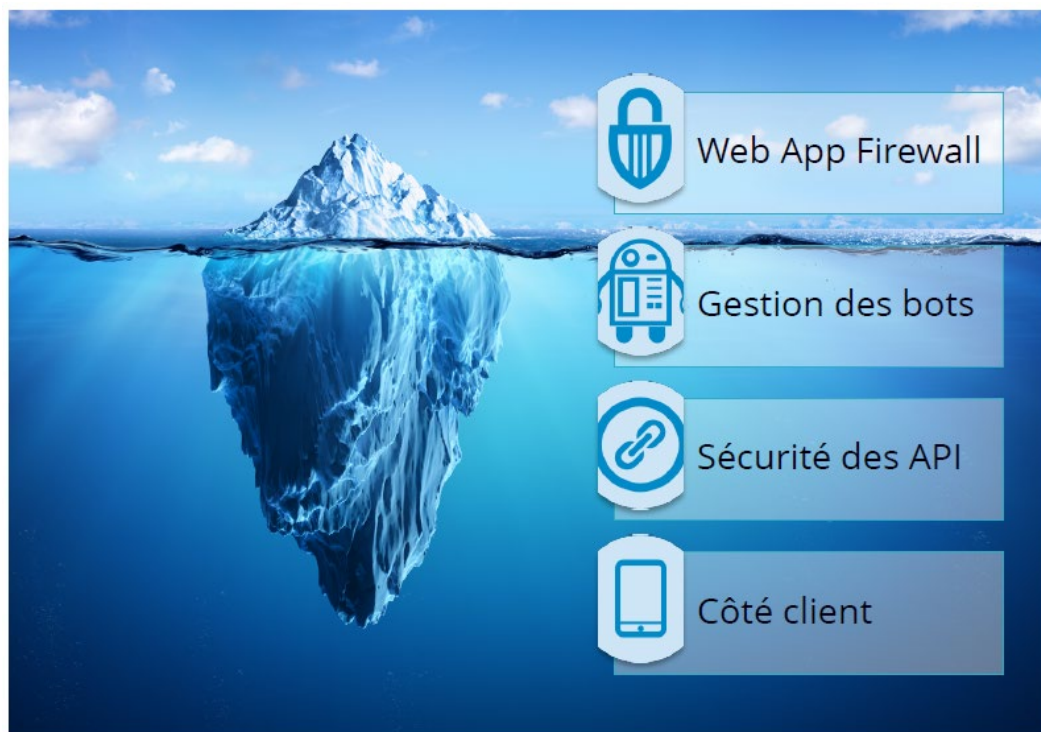 Web App Firewall
Gestion des bots
Sécurité des API
Côté client